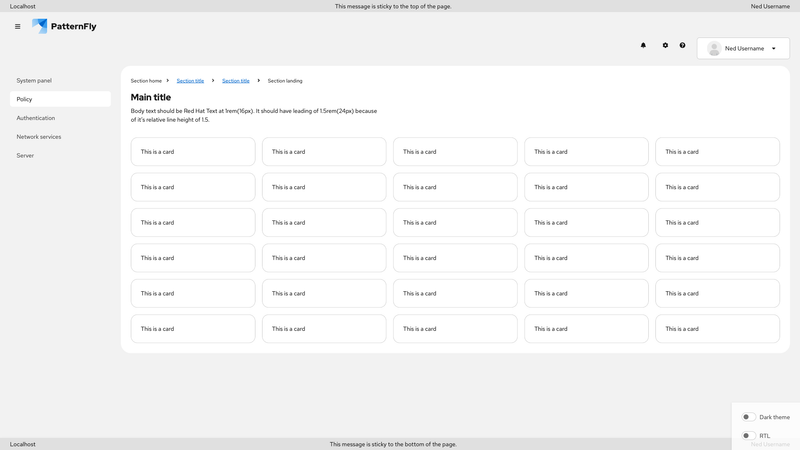 Localhost This message is sticky to the top of the page. Ned Username
PatternFly
Ned Username
System panel
Policy
Authentication
Network services
Server
Section home Section title Section title Section landing
Main title
Body text should be Red Hat Text at 1rem(16px). It should have leading of 1.5rem(24px) because
of it's relative line height of 1.5.
This is a card This is a card This is a card This is a card This is a card
This is a card This is a card This is a card This is a card This is a card
This is a card This is a card This is a card This is a card This is a card
This is a card This is a card This is a card This is a card This is a card
This is a card This is a card This is a card This is a card This is a card
This is a card This is a card This is a card This is a card This is a card
Dark theme
RTL
Localhost This message is sticky to the bottom of the page. Ned Username